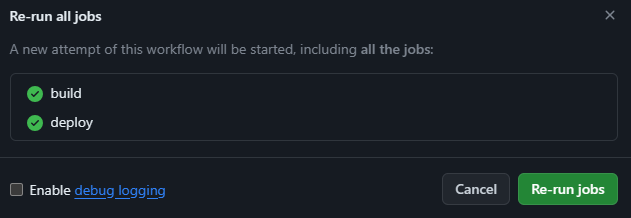 Re-run all jobs
A new attempt of this workflow will be started, including all the jobs:
build
deploy
Enable debug logging
Cancel
Re-run jobs